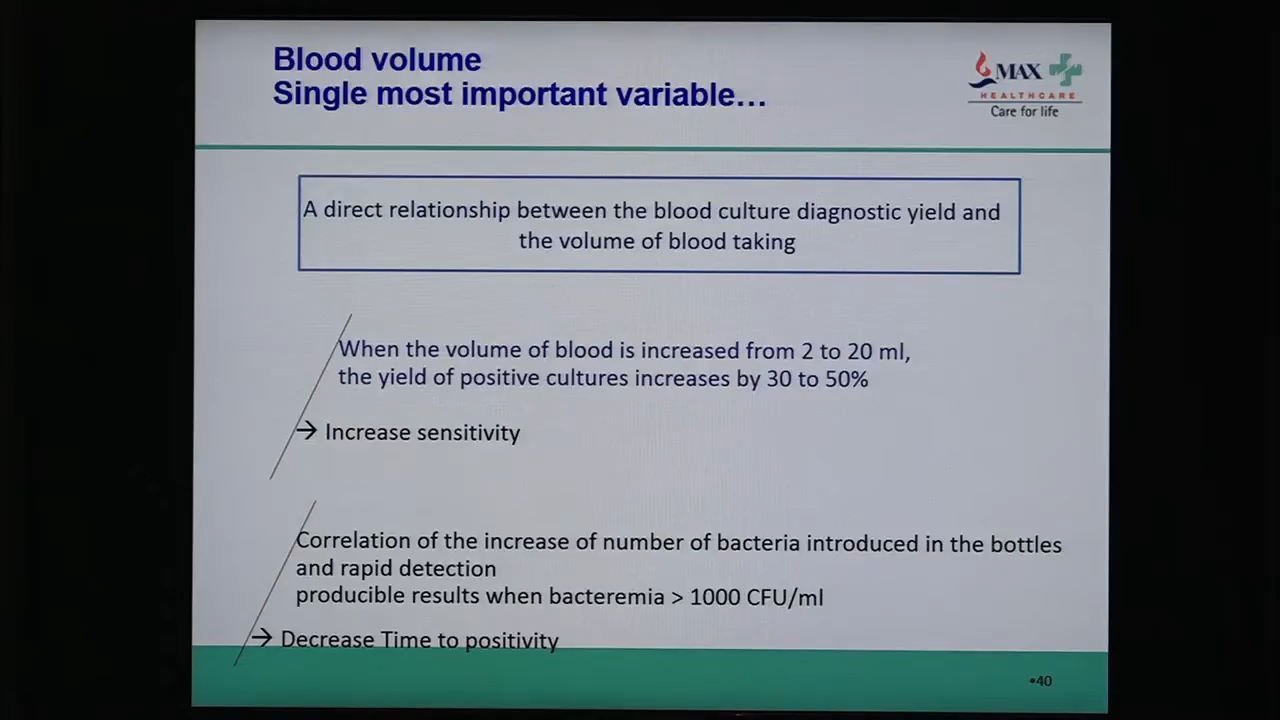 Blood volume
Single most important variable...
MAX
HEALTHCARE
Care for life
A direct relationship between the blood culture diagnostic yield and
the volume of blood taking
When the volume of blood is increased from 2 to 20 ml,
the yield of positive cultures increases by 30 to 50%
→ Increase sensitivity
Correlation of the increase of number of bacteria introduced in the bottles
and rapid detection
producible results when bacteremia > 1000 CFU/ml
→ Decrease Time to positivity
•40